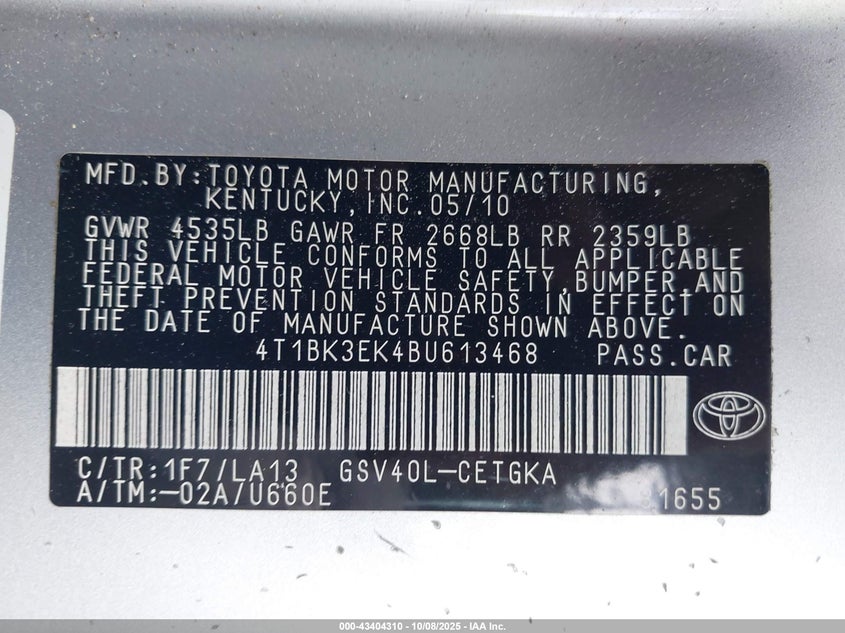 MFD.BY:TOYOTA MOTOR MANUFACTURING,
KENTUCKY,INC.05/10
GVWR 4535LB GAWR FR 2668LB RR 2359LB
THIS VEHICLE CONFORMS TO ALL APPLICABLE
FEDERAL MOTOR VEHICLE SAFETY,BUMPER,AND
THEFT PREVENTION STANDARDS IN EFFECT ON
THE DATE OF MANUFACTURE SHOWN ABOVE.
4T1BK3EK4BU613468 PASS.CAR
C/TR:1F7/LA13 GSV40L-CETGKA
A/TM:-02A/U660E 1655
000-43404310 - 10/08/2025 - IAA Inc.